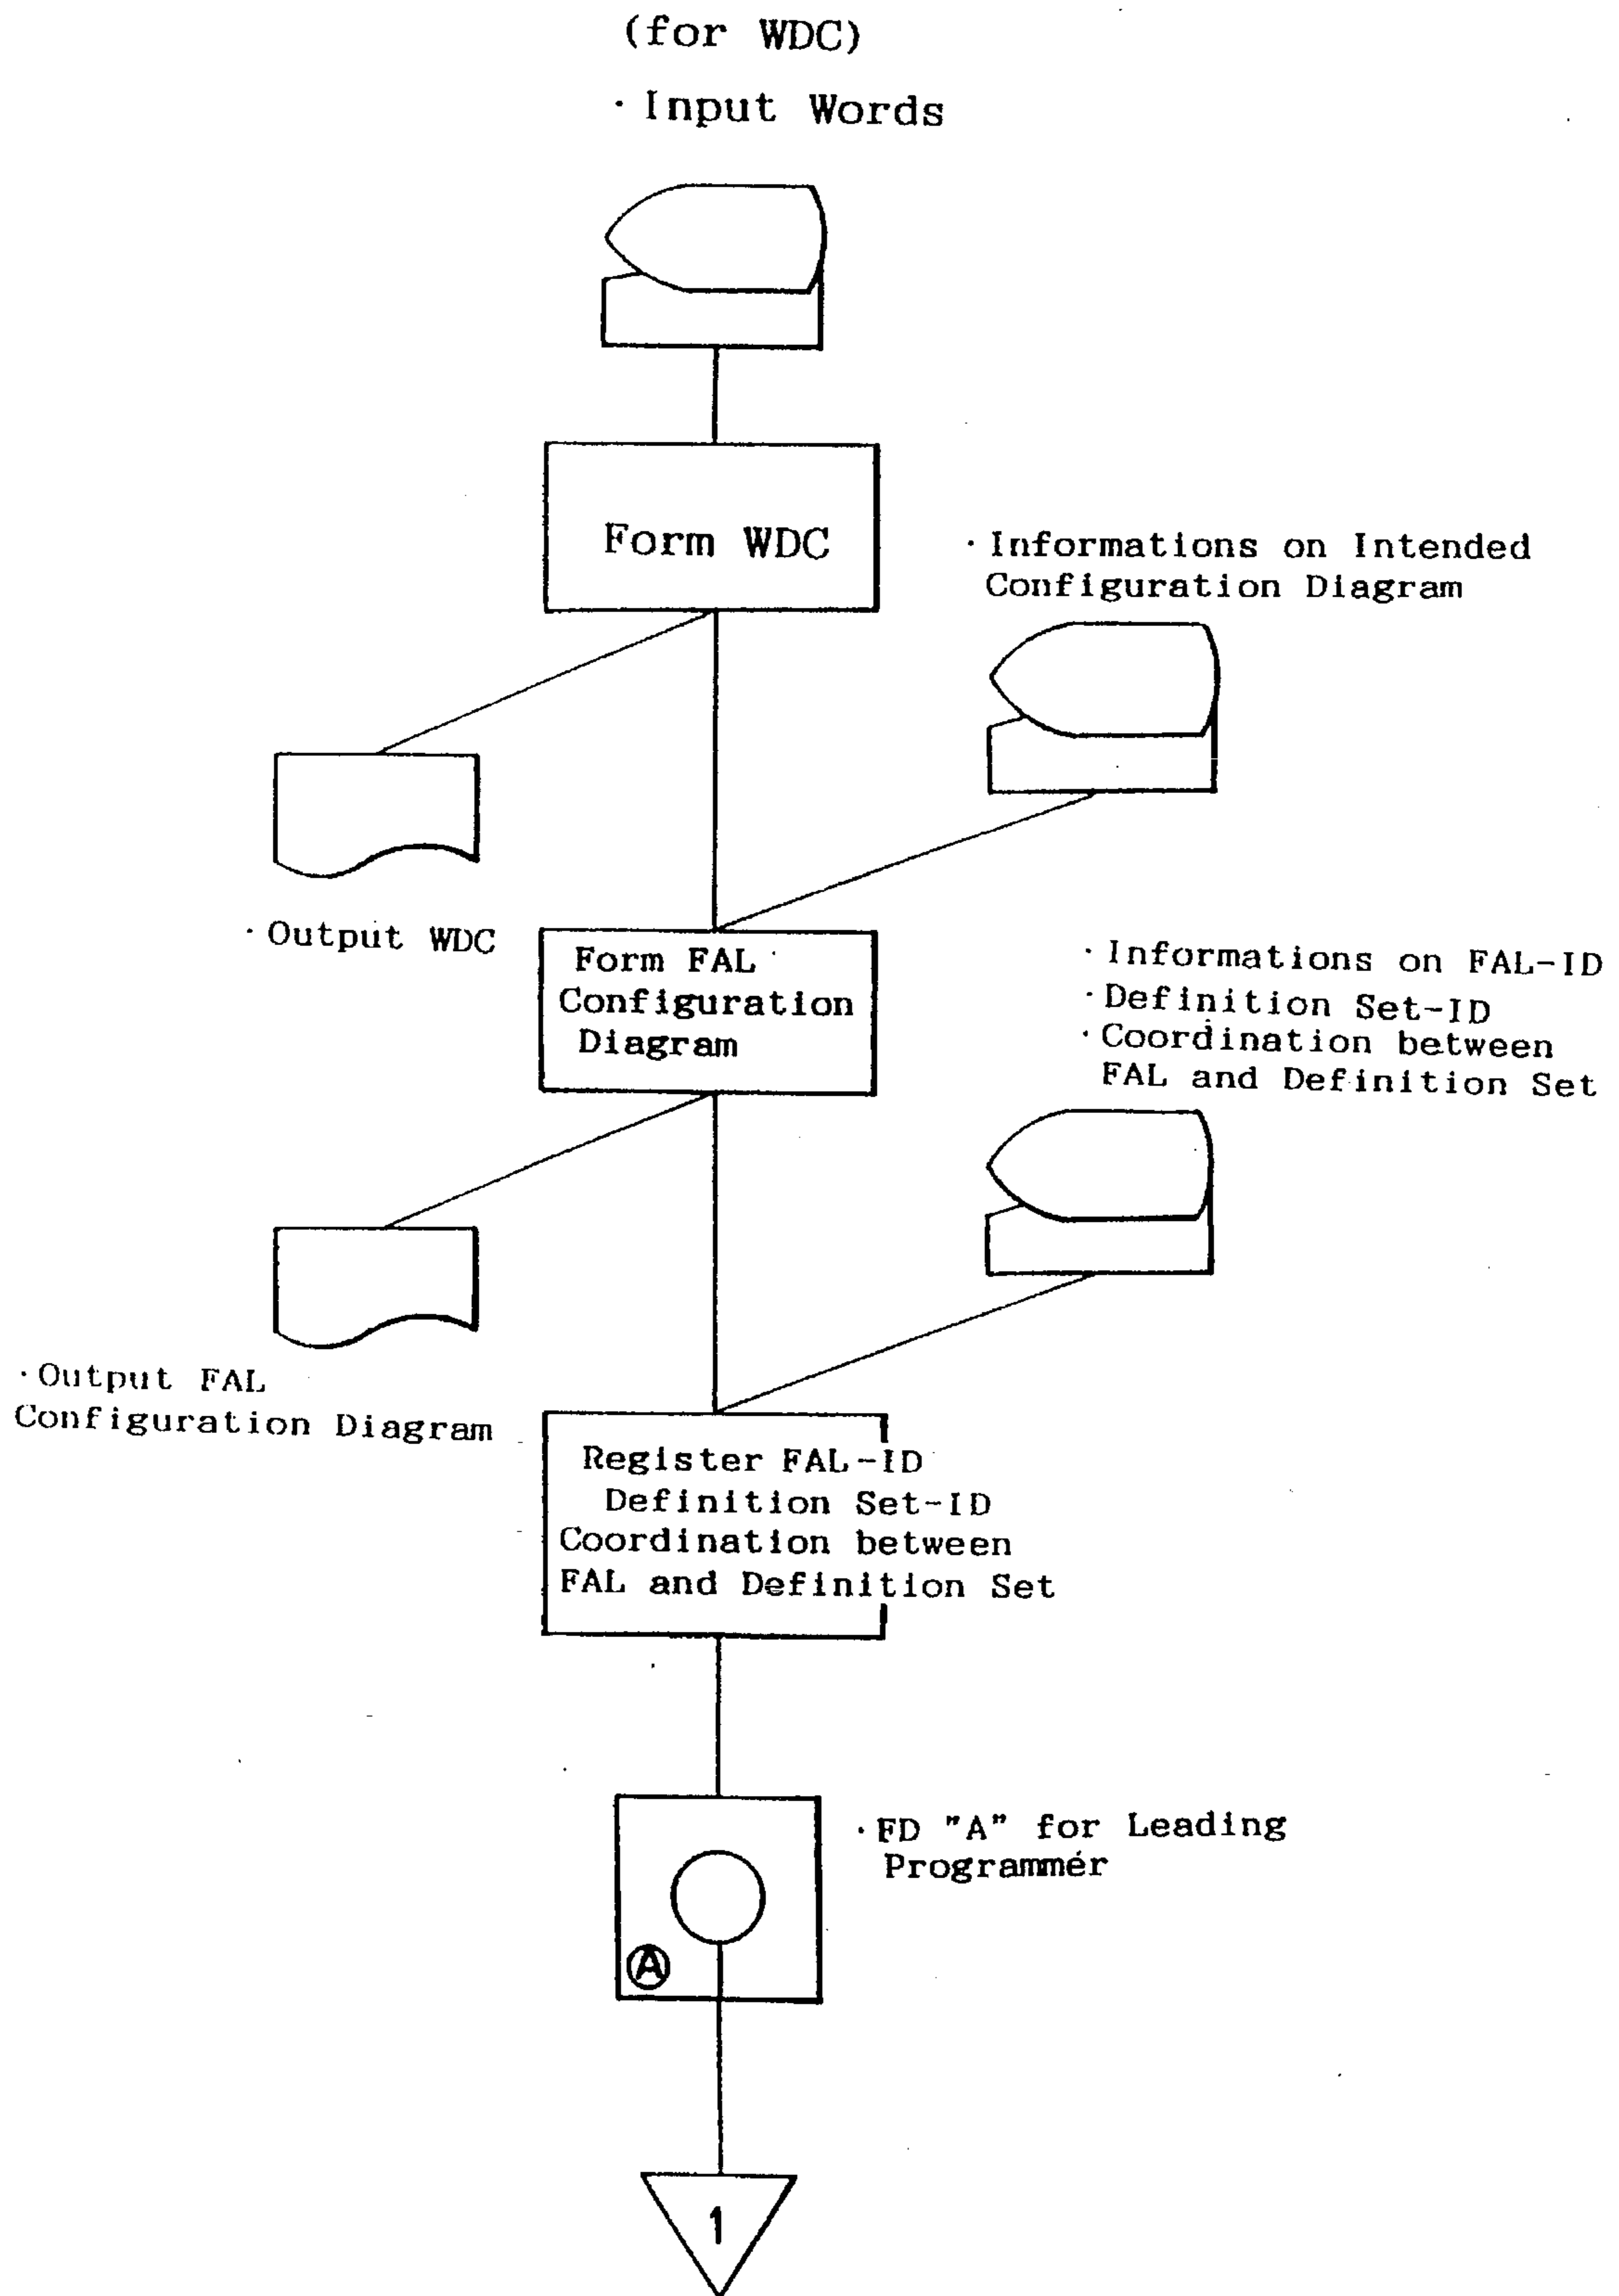 (for WDC)
· Input Words
Form WDC
· Informations on Intended
Configuration Diagram
· Output WDC
Form FAL
Configuration
Diagram
· Informations on FAL-ID
· Definition Set-ID
· Coordination between
FAL and Definition Set
· Output FAL
Configuration Diagram
Register FAL-ID
Definition Set-ID
Coordination between
FAL and Definition Set
· FD "A" for Leading
Programmer
A
1